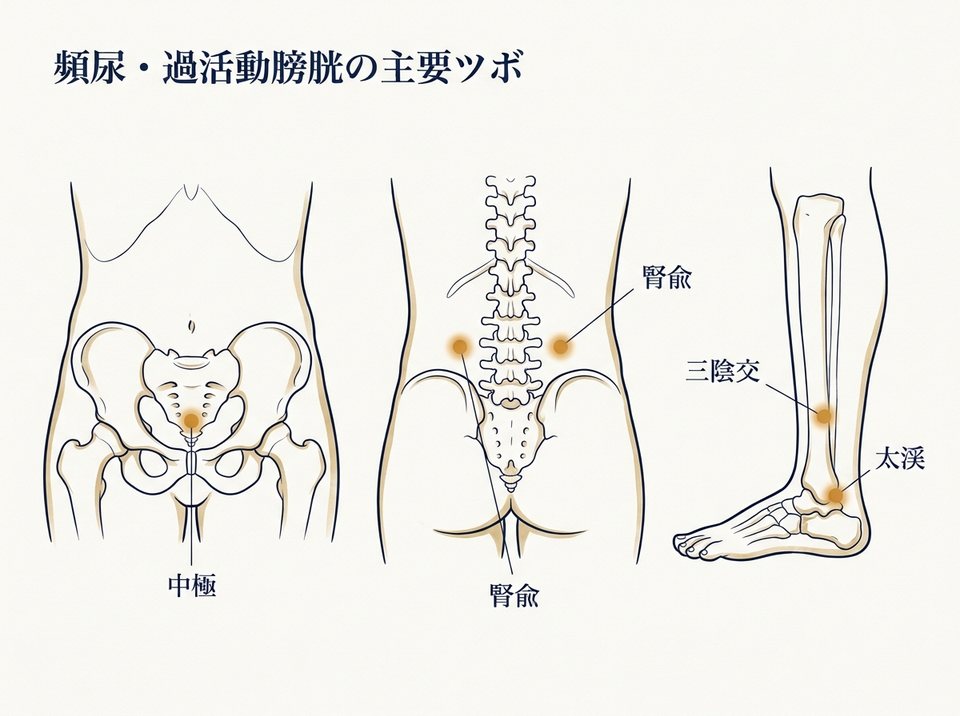 頻尿・過活動膀胱の主要ツボ
腎兪
三陰交
太渓
中極
腎兪